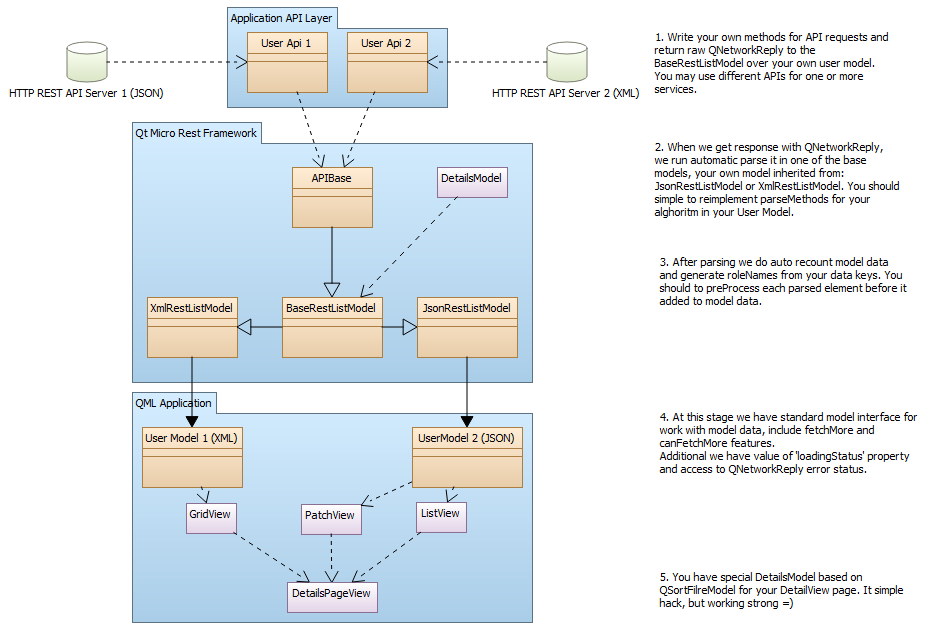 Application API Layer
User Api 1
User Api 2
HTTP REST API Server 1 (JSON)
HTTP REST API Server 2 (XML)
1. Write your own methods for API requests and
return raw QNetworkReply to the
BaseRestListModel over your own user model.
You may use different APIs for one or more
services.
Qt Micro Rest Framework
APIBase
DetailsModel
2. When we get response with QNetworkReply,
we run automatic parse it in one of the base
models, your own model inherited from:
JsonRestListModel or XmlRestListModel. You should
simple to reimplement parseMethods for your
alghoritm in your User Model.
3. After parsing we do auto recount model data
and generate roleNames from your data keys. You
should to preProcess each parsed element before it
added to model data.
XmlRestListModel
BaseRestListModel
JsonRestListModel
QML Application
User Model 1 (XML)
UserModel 2 (JSON)
4. At this stage we have standard model interface for
work with model data, include fetchMore and
canFetchMore features.
Additional we have value of 'loadingStatus' property
and access to QNetworkReply error status.
GridView
PatchView
ListView
DetailsPageView
5. You have special DetailsModel based on
QSortFilreModel for your DetailView page. It simple
hack, but working strong =)